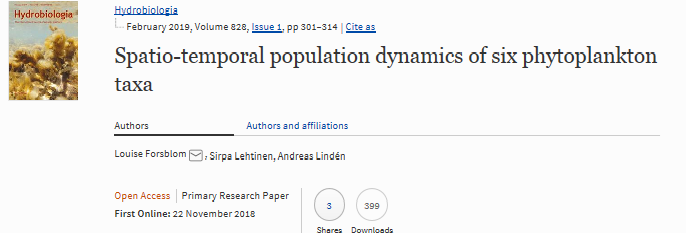 Hydrobiologia
Hydrobiologia
February 2019, Volume 828, Issue 1, pp 301–314 | Cite as
Spatio-temporal population dynamics of six phytoplankton
taxa
Authors
Authors and affiliations
Louise Forsblom, Sirpa Lehtinen, Andreas Lindén
Open Access | Primary Research Paper
First Online: 22 November 2018
3
399
Shares
Downloads